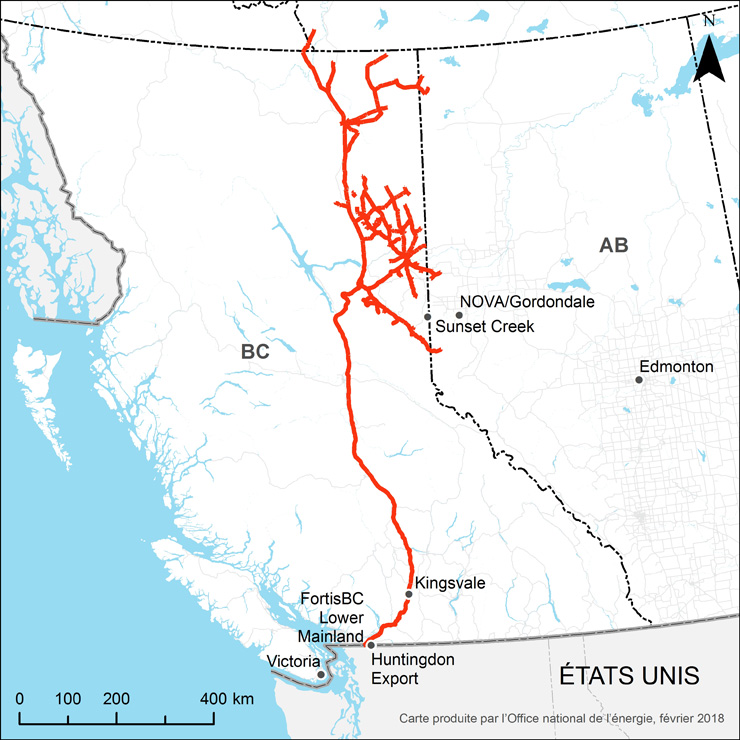 N
AB
NOVA/Gordondale
Sunset Creek
BC
Edmonton
Kingsvale
FortisBC
Lower
Mainland
Huntingdon
Export
Victoria
ÉTATS UNIS
0 100 200 400 km
Carte produite par l’Office national de l’énergie, février 2018